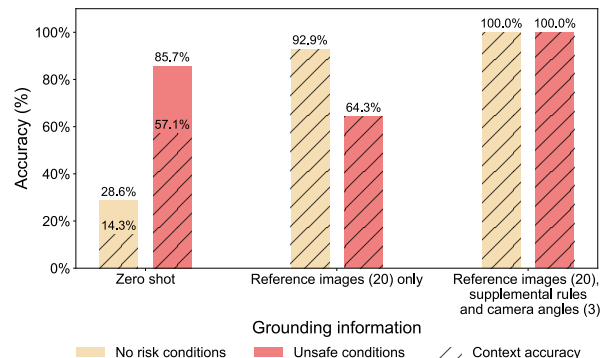 100.0% 100.0%
100%
92.9%
85.7%
80%
64.3%
60%
57.1%
40%
28.6%
20%
14.3%
0%
Accuracy (%)
Zero shot
Reference images (20) only
Reference images (20),
supplemental rules
and camera angles (3)
Grounding information
No risk conditions
Unsafe conditions
Context accuracy